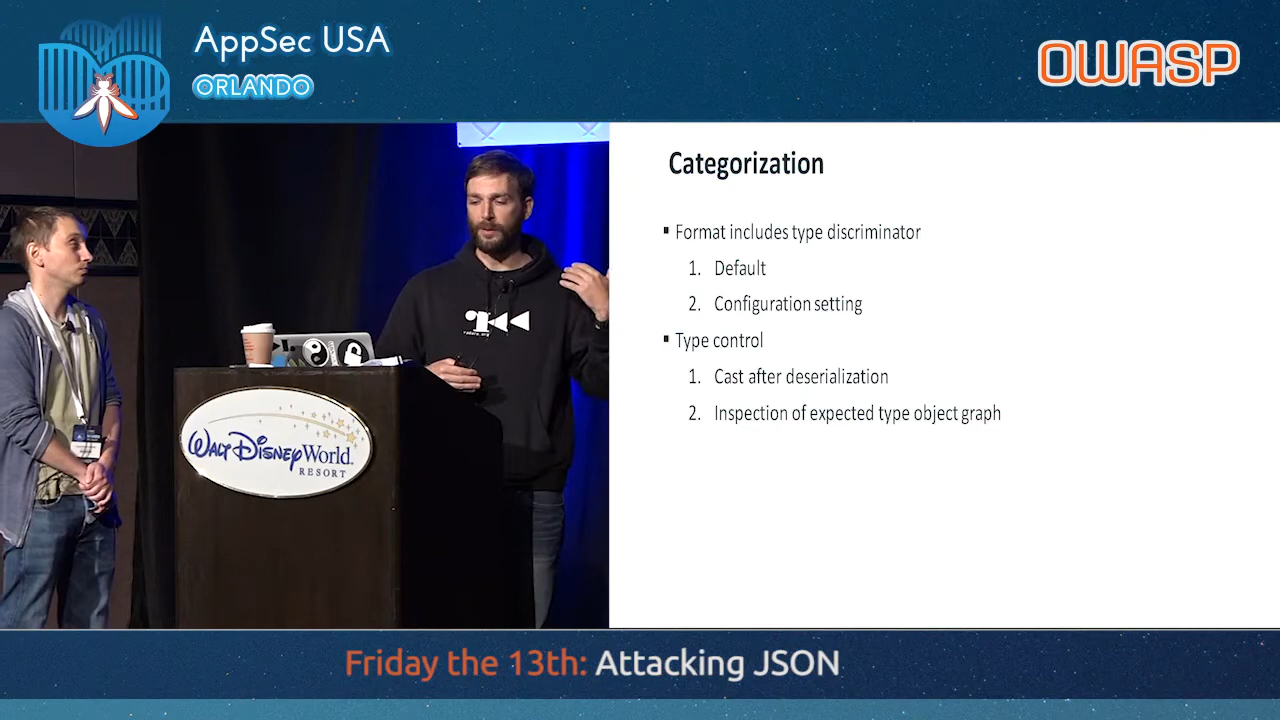 AppSec USA
ORLANDO
OWASP
Categorization
Format includes type discriminator
1. Default
2. Configuration setting
Type control
1. Cast after deserialization
2. Inspection of expected type object graph
WALT DISNEY World.
RESORT
Friday the 13th: Attacking JSON